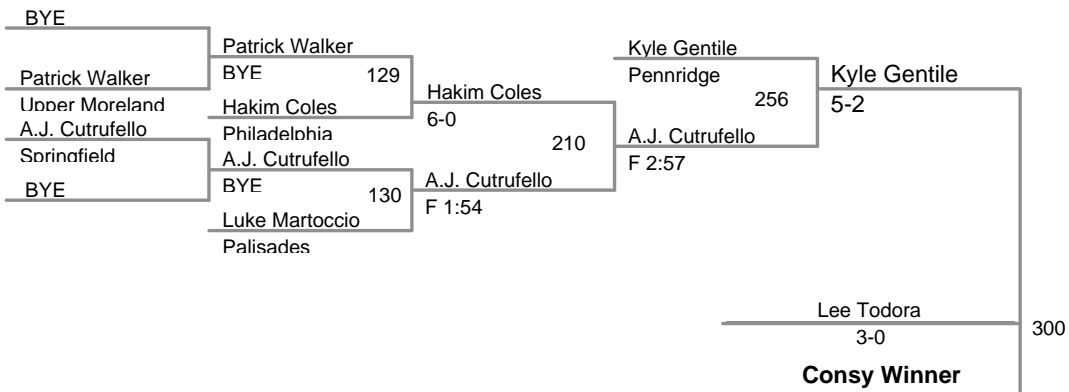 BYE
Patrick Walker
Upper Moreland
A.J. Cutrufello
Springfield
BYE
Patrick Walker
BYE
129
Hakim Coles
Philadelphia
A.J. Cutrufello
BYE
130
Luke Martoccio
Palisades
Hakim Coles
6-0
210
A.J. Cutrufello
F 1:54
Kyle Gentile
Pennridge
256
A.J. Cutrufello
F 2:57
Kyle Gentile
5-2
Lee Todora
3-0
300
Consy Winner